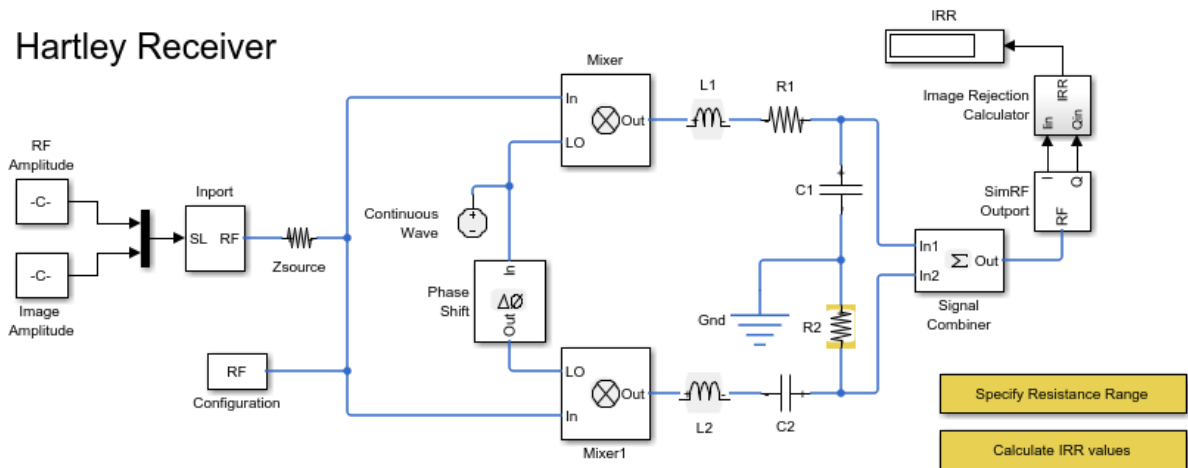 Hartley Receiver
IRR
Mixer
In
LO
Out
L1
R1
Image Rejection
Calculator
IRR
Iin
Qin
RF
Amplitude
-C-
Inport
SL
RF
Zsource
-C-
Image
Amplitude
Continuous
Wave
C1
SimRF
Outport
I
Q
RF
In1
In2
Σ
Out
Signal
Combiner
Phase
Shift
In
ΔØ
Out
Gnd
R2
RF
Configuration
LO
In
Out
Mixer1
L2
C2
Specify Resistance Range
Calculate IRR values